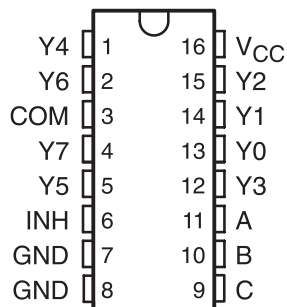 Y4 1 16 VCC
Y6 2 15 Y2
COM 3 14 Y1
Y7 4 13 Y0
Y5 5 12 Y3
INH 6 11 A
GND 7 10 B
GND 8 9 C